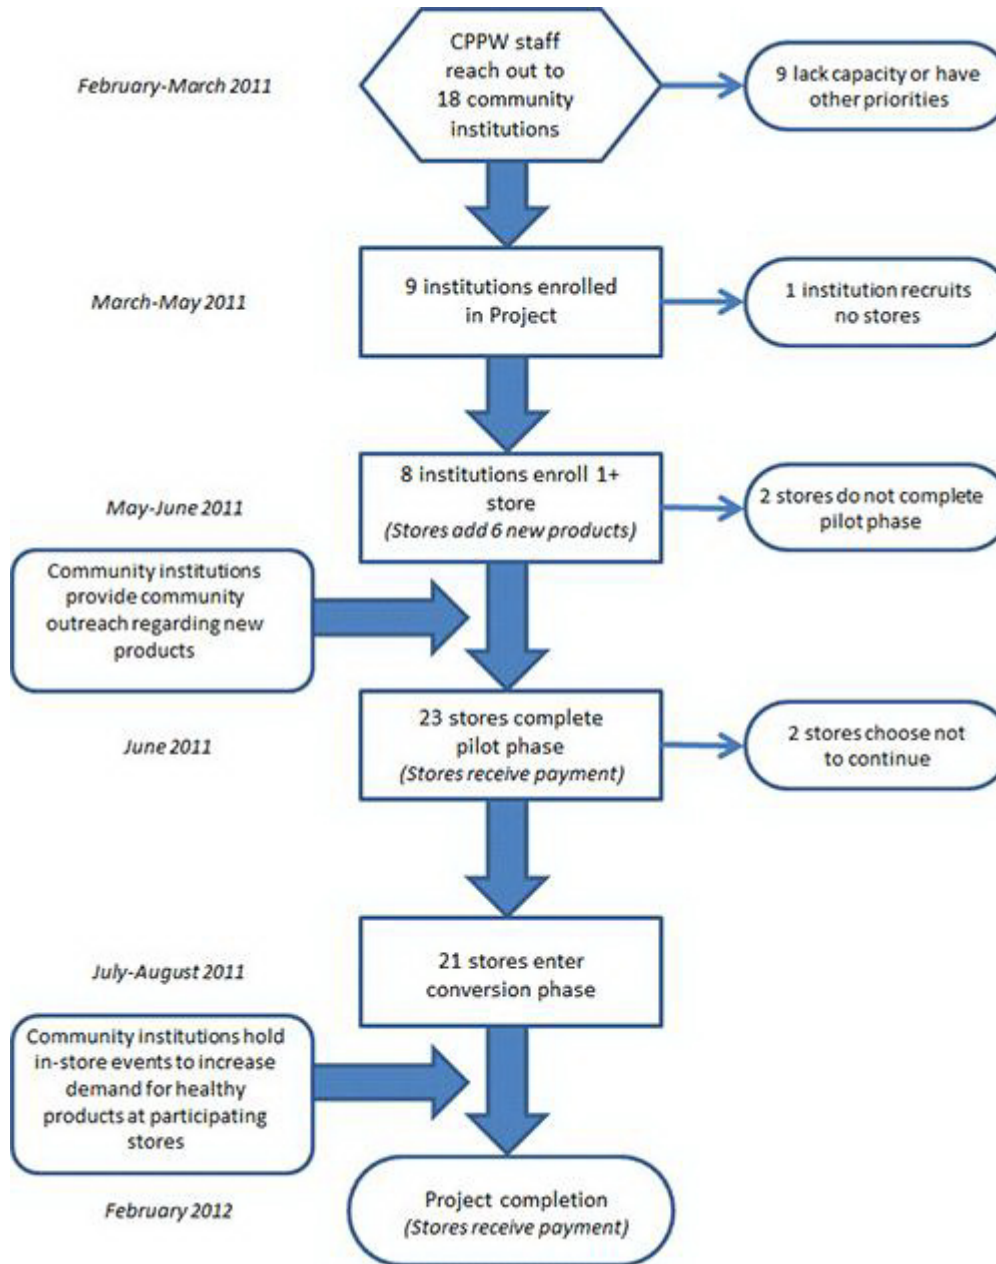 CPPW staff
reach out to
18 community
institutions
February-March 2011
9 lack capacity or have
other priorities
March-May 2011
9 institutions enrolled
in Project
1 institution recruits
no stores
May-June 2011
8 institutions enroll 1+
store
(Stores add 6 new products)
2 stores do not complete
pilot phase
Community institutions
provide community
outreach regarding new
products
June 2011
23 stores complete
pilot phase
(Stores receive payment)
2 stores choose not
to continue
July-August 2011
21 stores enter
conversion phase
Community institutions hold
in-store events to increase
demand for healthy
products at participating
stores
February 2012
Project completion
(Stores receive payment)